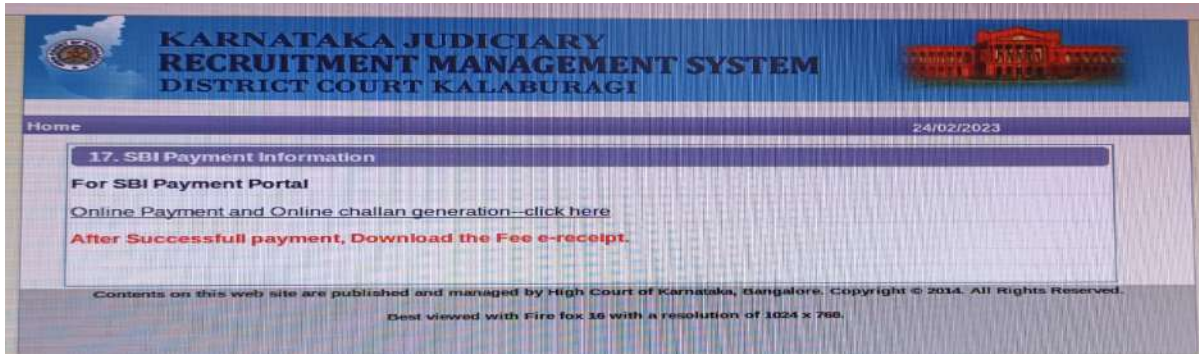 KARNATAKA JUDICIARY
RECRUITMENT MANAGEMENT SYSTEM
DISTRICT COURT KALABURAGI
Home 24/02/2023
17. SBI Payment Information
For SBI Payment Portal
Online Payment and Online challan generation--click here
After Successfull payment, Download the Fee e-receipt.
Contents on this web site are published and managed by High Court of Karnataka, Bangalore. Copyright © 2014. All Rights Reserved.
Best viewed with Fire fox 16 with a resolution of 1024 x 768.